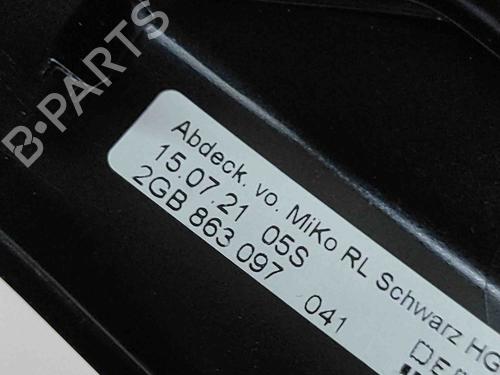 B-PARTS
Abdeck. vo. MiKo RL Schwarz HG
15.07.21 05S
2GB 863 097 041